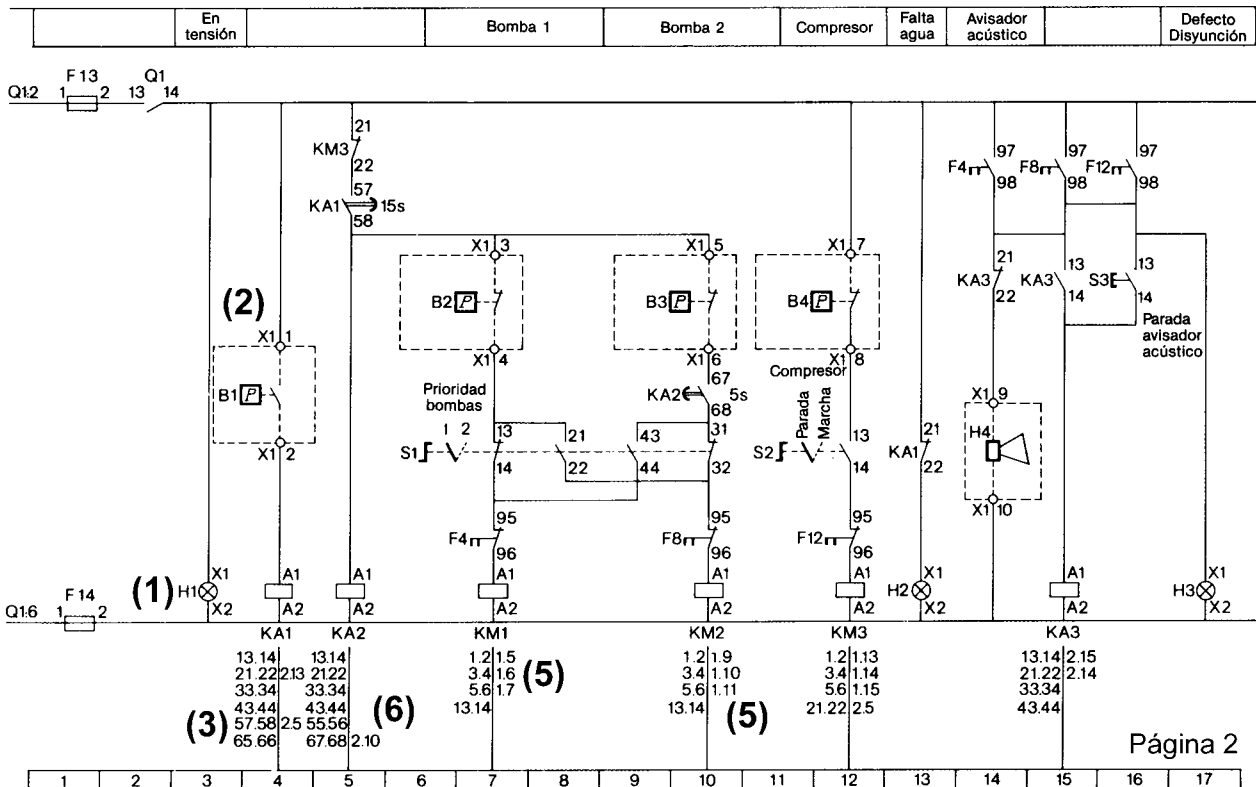 En tensión
Bomba 1
Bomba 2
Compresor
Falta agua
Avisador acústico
Defecto Disyunción
F 13
Q1
Q1:2 1 2 13 14
21
KM3
22
57
KA1 15s
58
97 97 97
F4 F8 F12
98 98 98
X1 3
X1 5
X1 7
B2 P
B3 P
B4 P
X1 4
X1 6
X1 8
21 13 13
KA3 KA3 S3
22 14 14
Parada avisador acústico
(2)
X1 1
B1 P
X1 2
67
KA2 5s
68
Prioridad bombas
1 2
Compresor
Parada
Marcha
13 21 43 31 13
S1 S2
14 22 44 32 14
21
KA1
22
X1 9
H4
X1 10
95 95 95
F4 F8 F12
96 96 96
(1)
H1 X1 X2
A1 A2
A1 A2
A1 A2
A1 A2
A1 A2
H2 X1 X2
A1 A2
H3 X1 X2
F 14
Q1:6 1 2
KA1 KA2 KM1 KM2 KM3 KA3
13.14
21.22 2.13
33.34
43.44
57.58 2.5
65.66
(3)
13.14
21.22
33.34
43.44
55.56
67.68 2.10
(6)
1.2 1.5
3.4 1.6
5.6 1.7
13.14
(5)
1.2 1.9
3.4 1.10
5.6 1.11
13.14
(5)
1.2 1.13
3.4 1.14
5.6 1.15
21.22 2.5
13.14 2.15
21.22 2.14
33.34
43.44
Página 2
1 2 3 4 5 6 7 8 9 10 11 12 13 14 15 16 17